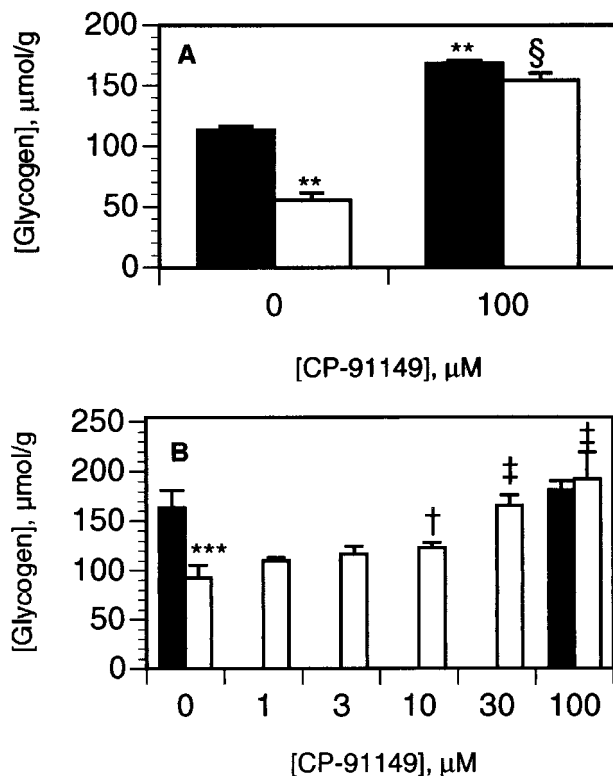 [Glycogen], µmol/g
200
150
100
50
0
A
**
**
§
0 100
[CP-91149], µM
[Glycogen], µmol/g
250
200
150
100
50
0
B
***
†
‡
‡
0 1 3 10 30 100
[CP-91149], µM